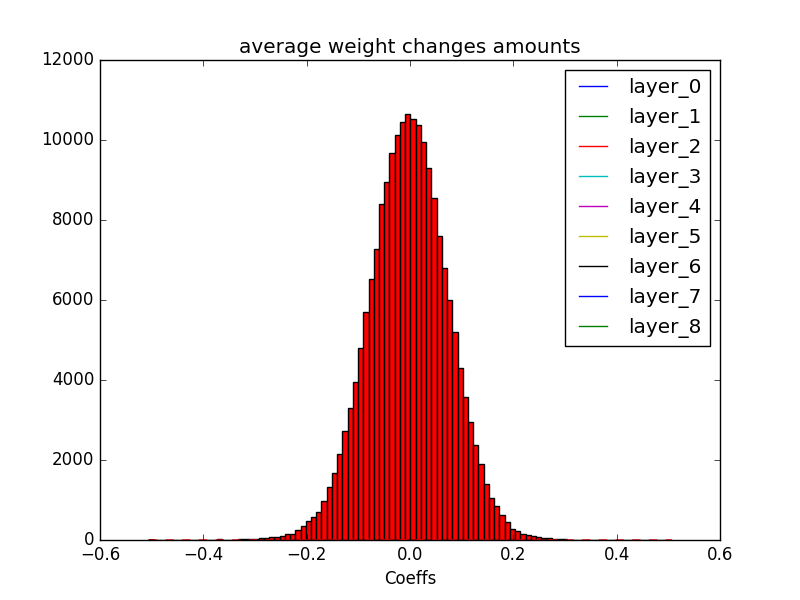 average weight changes amounts
12000
10000
8000
6000
4000
2000
0
−0.6
−0.4
−0.2
0.0
0.2
0.4
0.6
Coeffs
layer_0
layer_1
layer_2
layer_3
layer_4
layer_5
layer_6
layer_7
layer_8